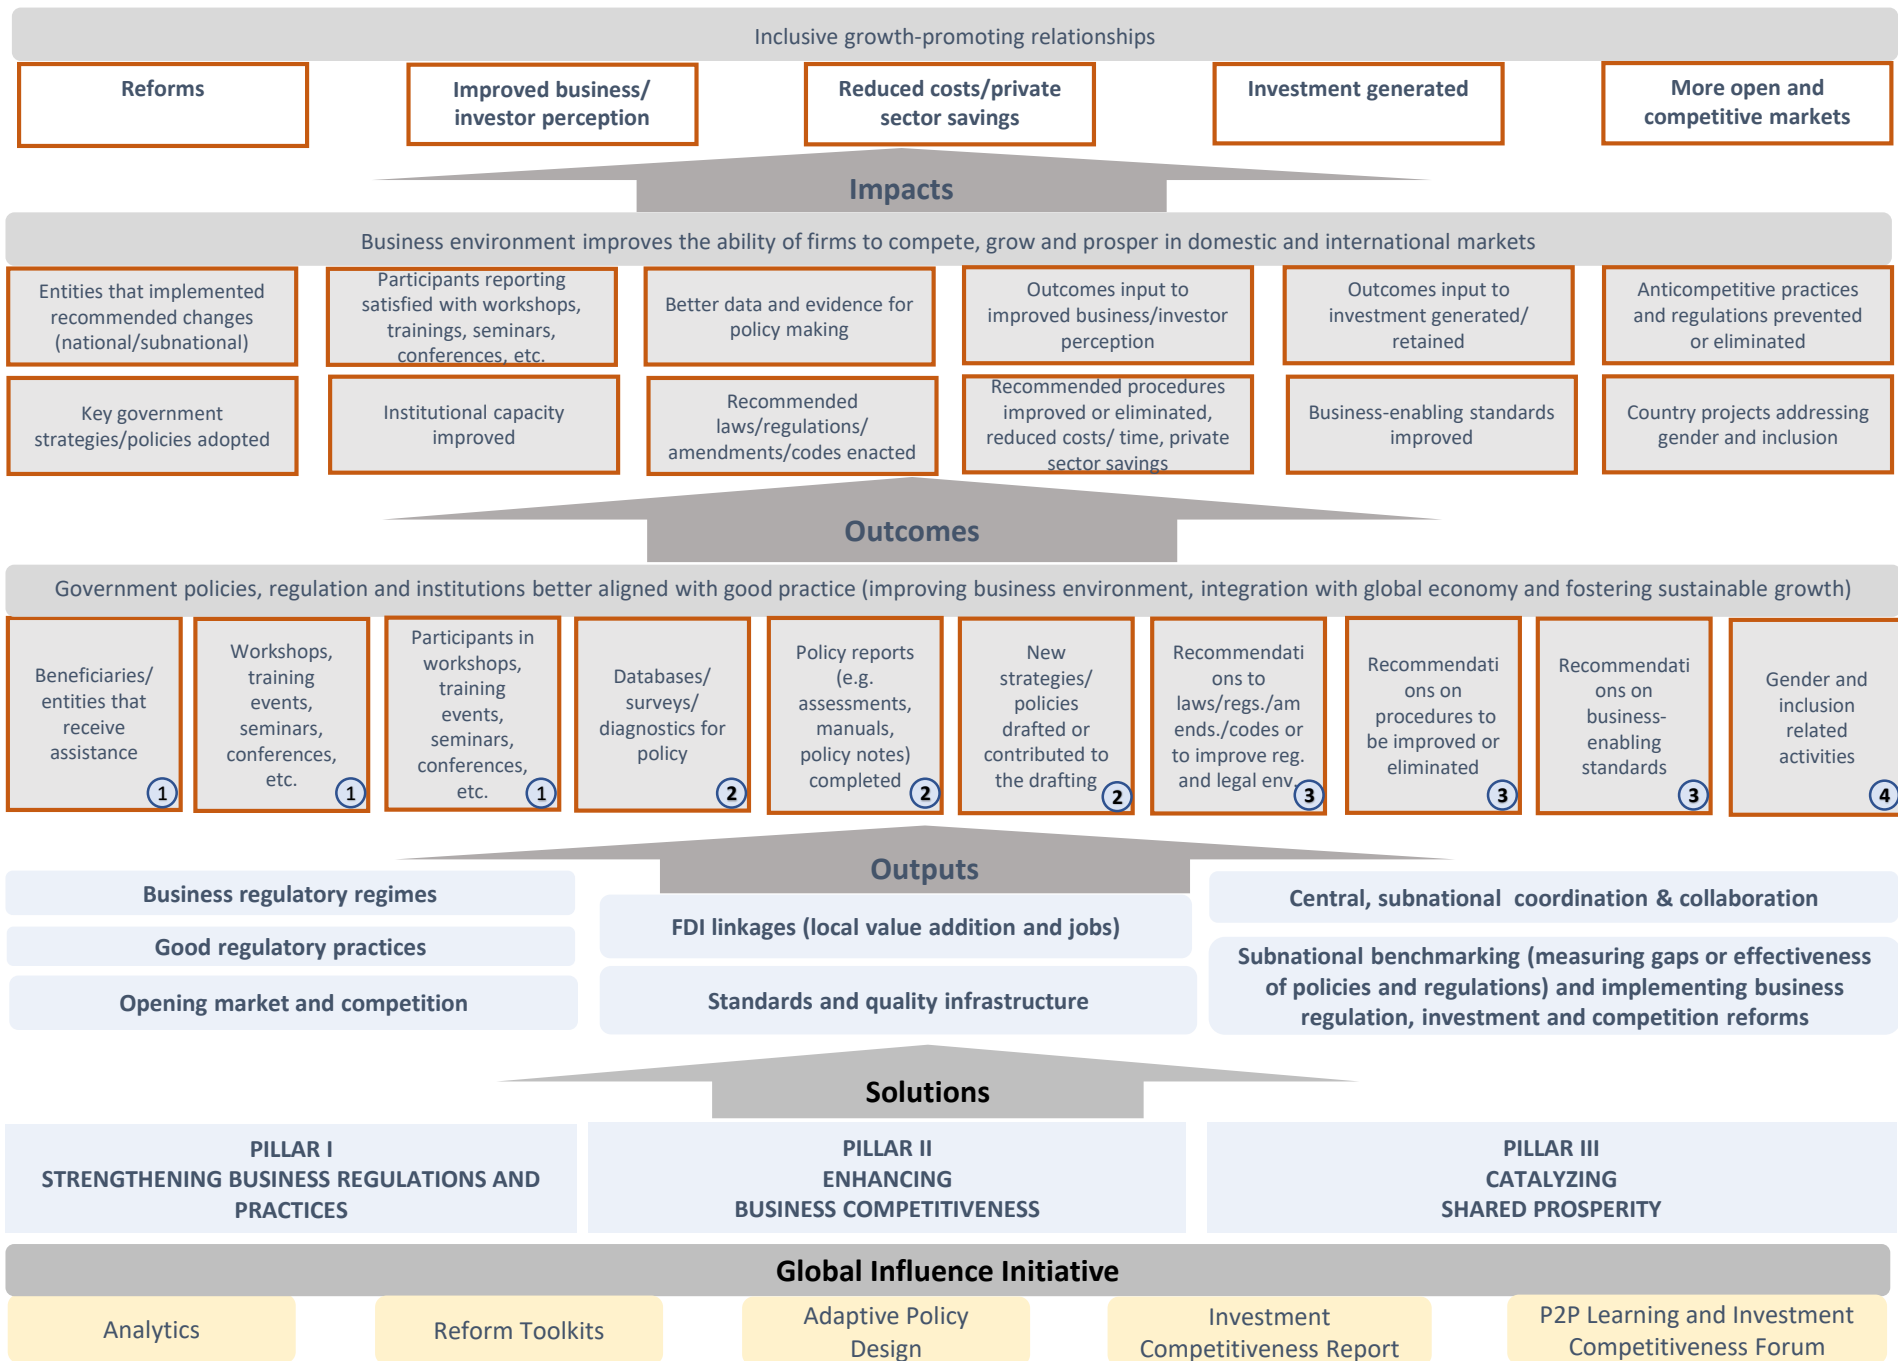 Inclusive growth-promoting relationships
Reforms
Improved business/
investor perception
Reduced costs/private
sector savings
Investment generated
More open and
competitive markets
Impacts
Business environment improves the ability of firms to compete, grow and prosper in domestic and international markets
Entities that implemented
recommended changes
(national/subnational)
Participants reporting
satisfied with workshops,
trainings, seminars,
conferences, etc.
Better data and evidence for
policy making
Outcomes input to
improved business/investor
perception
Outcomes input to
investment generated/
retained
Anticompetitive practices
and regulations prevented
or eliminated
Key government
strategies/policies adopted
Institutional capacity
improved
Recommended
laws/regulations/
amendments/codes enacted
Recommended procedures
improved or eliminated,
reduced costs/ time, private
sector savings
Business-enabling standards
improved
Country projects addressing
gender and inclusion
Outcomes
Government policies, regulation and institutions better aligned with good practice (improving business environment, integration with global economy and fostering sustainable growth)
Beneficiaries/
entities that
receive
assistance
1
Workshops,
training
events,
seminars,
conferences,
etc.
1
Participants in
workshops,
training
events,
seminars,
conferences,
etc.
1
Databases/
surveys/
diagnostics for
policy
2
Policy reports
(e.g.
assessments,
manuals,
policy notes)
completed
2
New
strategies/
policies
drafted or
contributed to
the drafting
2
Recommendati
ons to
laws/regs./am
ends./codes or
to improve reg.
and legal env.
3
Recommendati
ons on
procedures to
be improved or
eliminated
3
Recommendati
ons on
business-
enabling
standards
3
Gender and
inclusion
related
activities
4
Outputs
Business regulatory regimes
Good regulatory practices
Opening market and competition
FDI linkages (local value addition and jobs)
Standards and quality infrastructure
Central, subnational coordination & collaboration
Subnational benchmarking (measuring gaps or effectiveness
of policies and regulations) and implementing business
regulation, investment and competition reforms
Solutions
PILLAR I
STRENGTHENING BUSINESS REGULATIONS AND
PRACTICES
PILLAR II
ENHANCING
BUSINESS COMPETITIVENESS
PILLAR III
CATALYZING
SHARED PROSPERITY
Global Influence Initiative
Analytics
Reform Toolkits
Adaptive Policy
Design
Investment
Competitiveness Report
P2P Learning and Investment
Competitiveness Forum